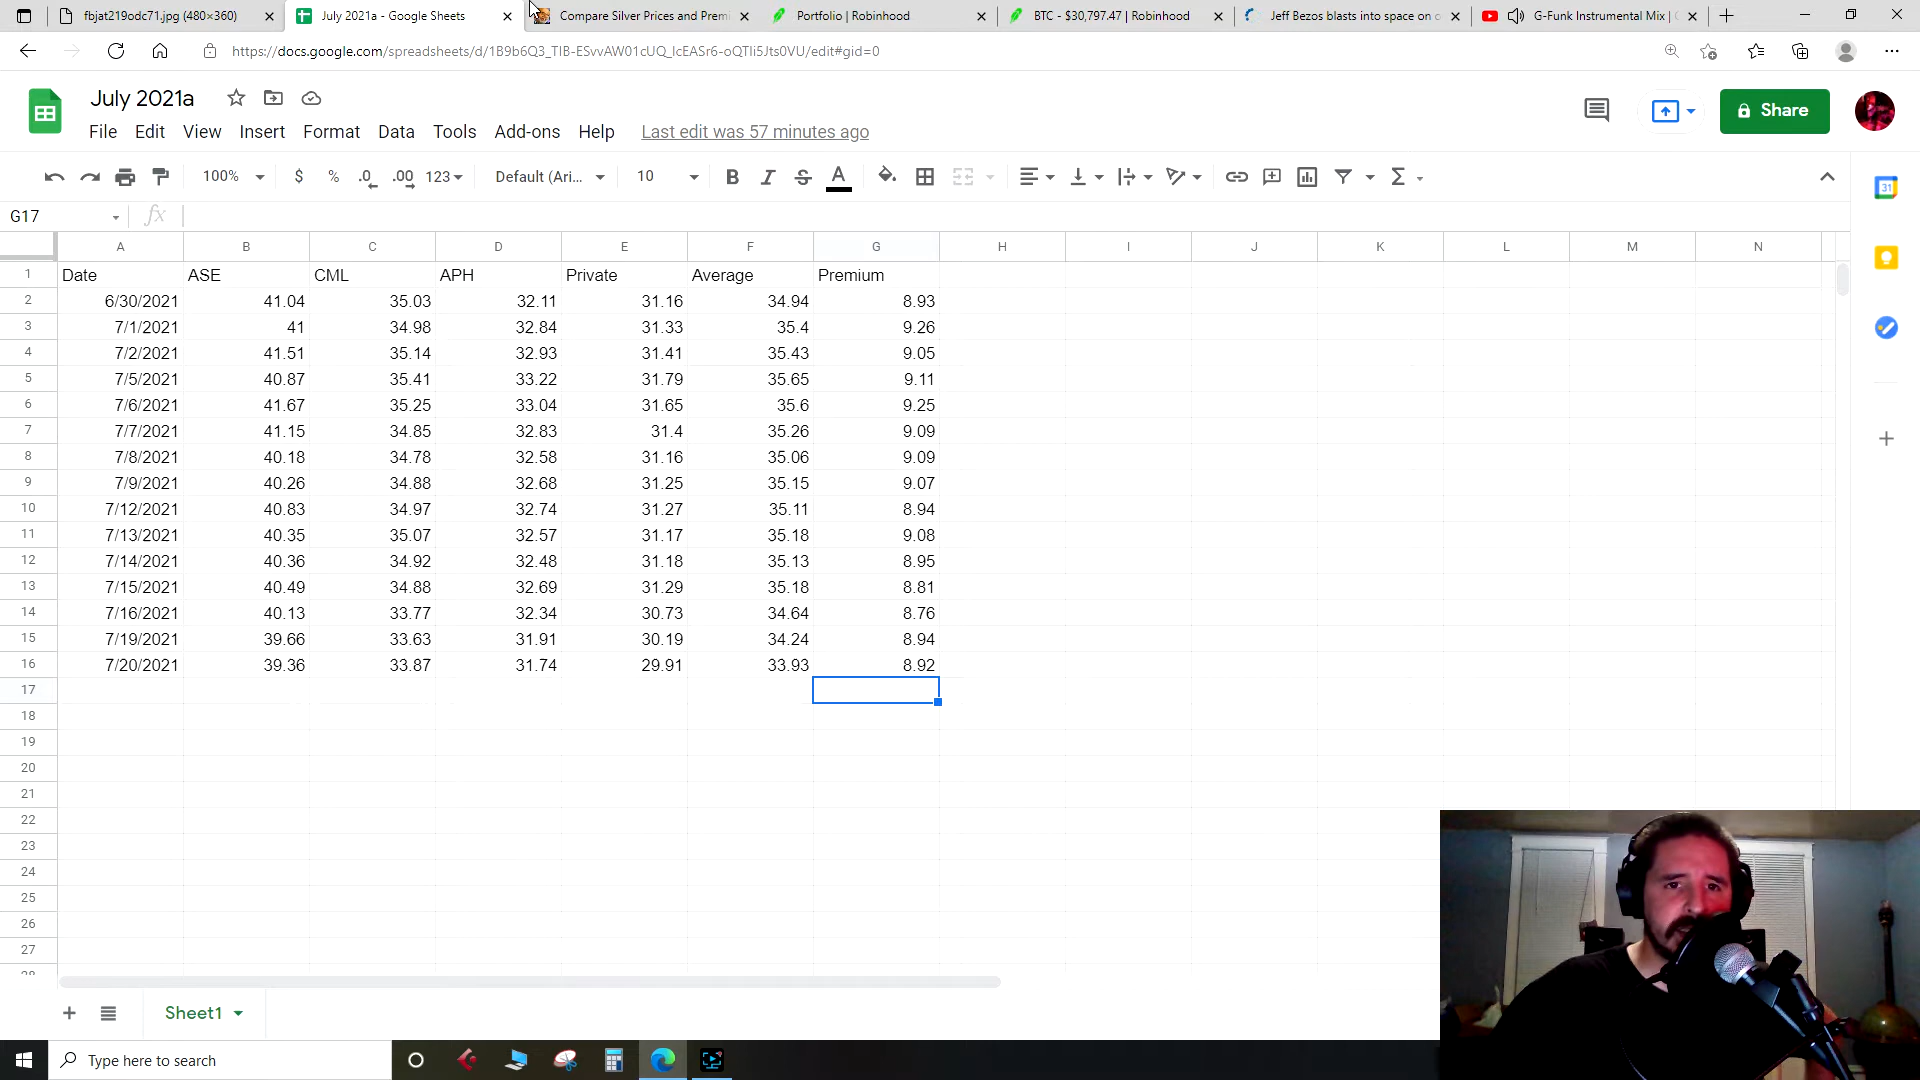 fbjat219odc71.jpg (480×360)
July 2021a - Google Sheets
Compare Silver Prices and Premi
Portfolio | Robinhood
BTC - $30,797.47 | Robinhood
Jeff Bezos blasts into space on o
G-Funk Instrumental Mix |
July 2021a
Share
File Edit View Insert Format Data Tools Add-ons Help Last edit was 57 minutes ago
100% $ % .0 .00 123 Default (Ari... 10 B I S A Σ
G17 fx
A B C D E F G H I J K L M N
1 Date ASE CML APH Private Average Premium
2 6/30/2021 41.04 35.03 32.11 31.16 34.94 8.93
3 7/1/2021 41 34.98 32.84 31.33 35.4 9.26
4 7/2/2021 41.51 35.14 32.93 31.41 35.43 9.05
5 7/5/2021 40.87 35.41 33.22 31.79 35.65 9.11
6 7/6/2021 41.67 35.25 33.04 31.65 35.6 9.25
7 7/7/2021 41.15 34.85 32.83 31.4 35.26 9.09
8 7/8/2021 40.18 34.78 32.58 31.16 35.06 9.09
9 7/9/2021 40.26 34.88 32.68 31.25 35.15 9.07
10 7/12/2021 40.83 34.97 32.74 31.27 35.11 8.94
11 7/13/2021 40.35 35.07 32.57 31.17 35.18 9.08
12 7/14/2021 40.36 34.92 32.48 31.18 35.13 8.95
13 7/15/2021 40.49 34.88 32.69 31.29 35.18 8.81
14 7/16/2021 40.13 33.77 32.34 30.73 34.64 8.76
15 7/19/2021 39.66 33.63 31.91 30.19 34.24 8.94
16 7/20/2021 39.36 33.87 31.74 29.91 33.93 8.92
17
18
19
20
21
22
23
24
25
26
27
28
31
Sheet1
Type here to search